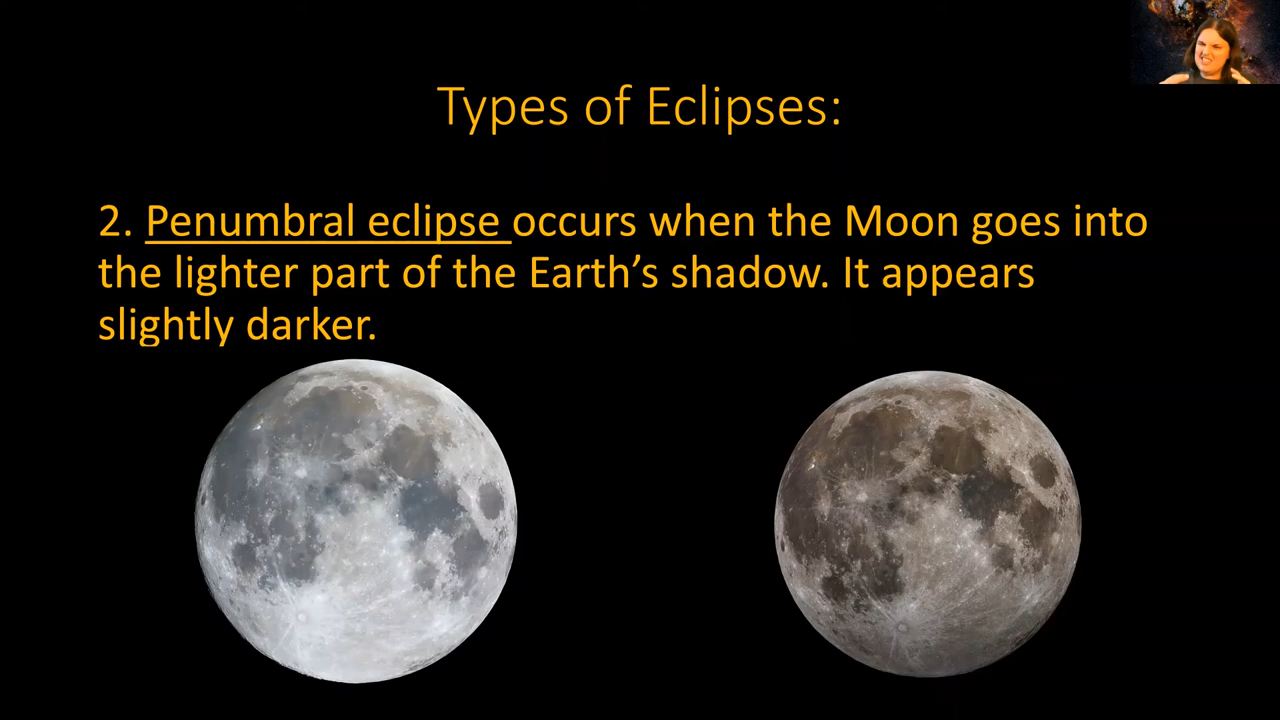 Types of Eclipses:
2. Penumbral eclipse occurs when the Moon goes into
the lighter part of the Earth’s shadow. It appears
slightly darker.